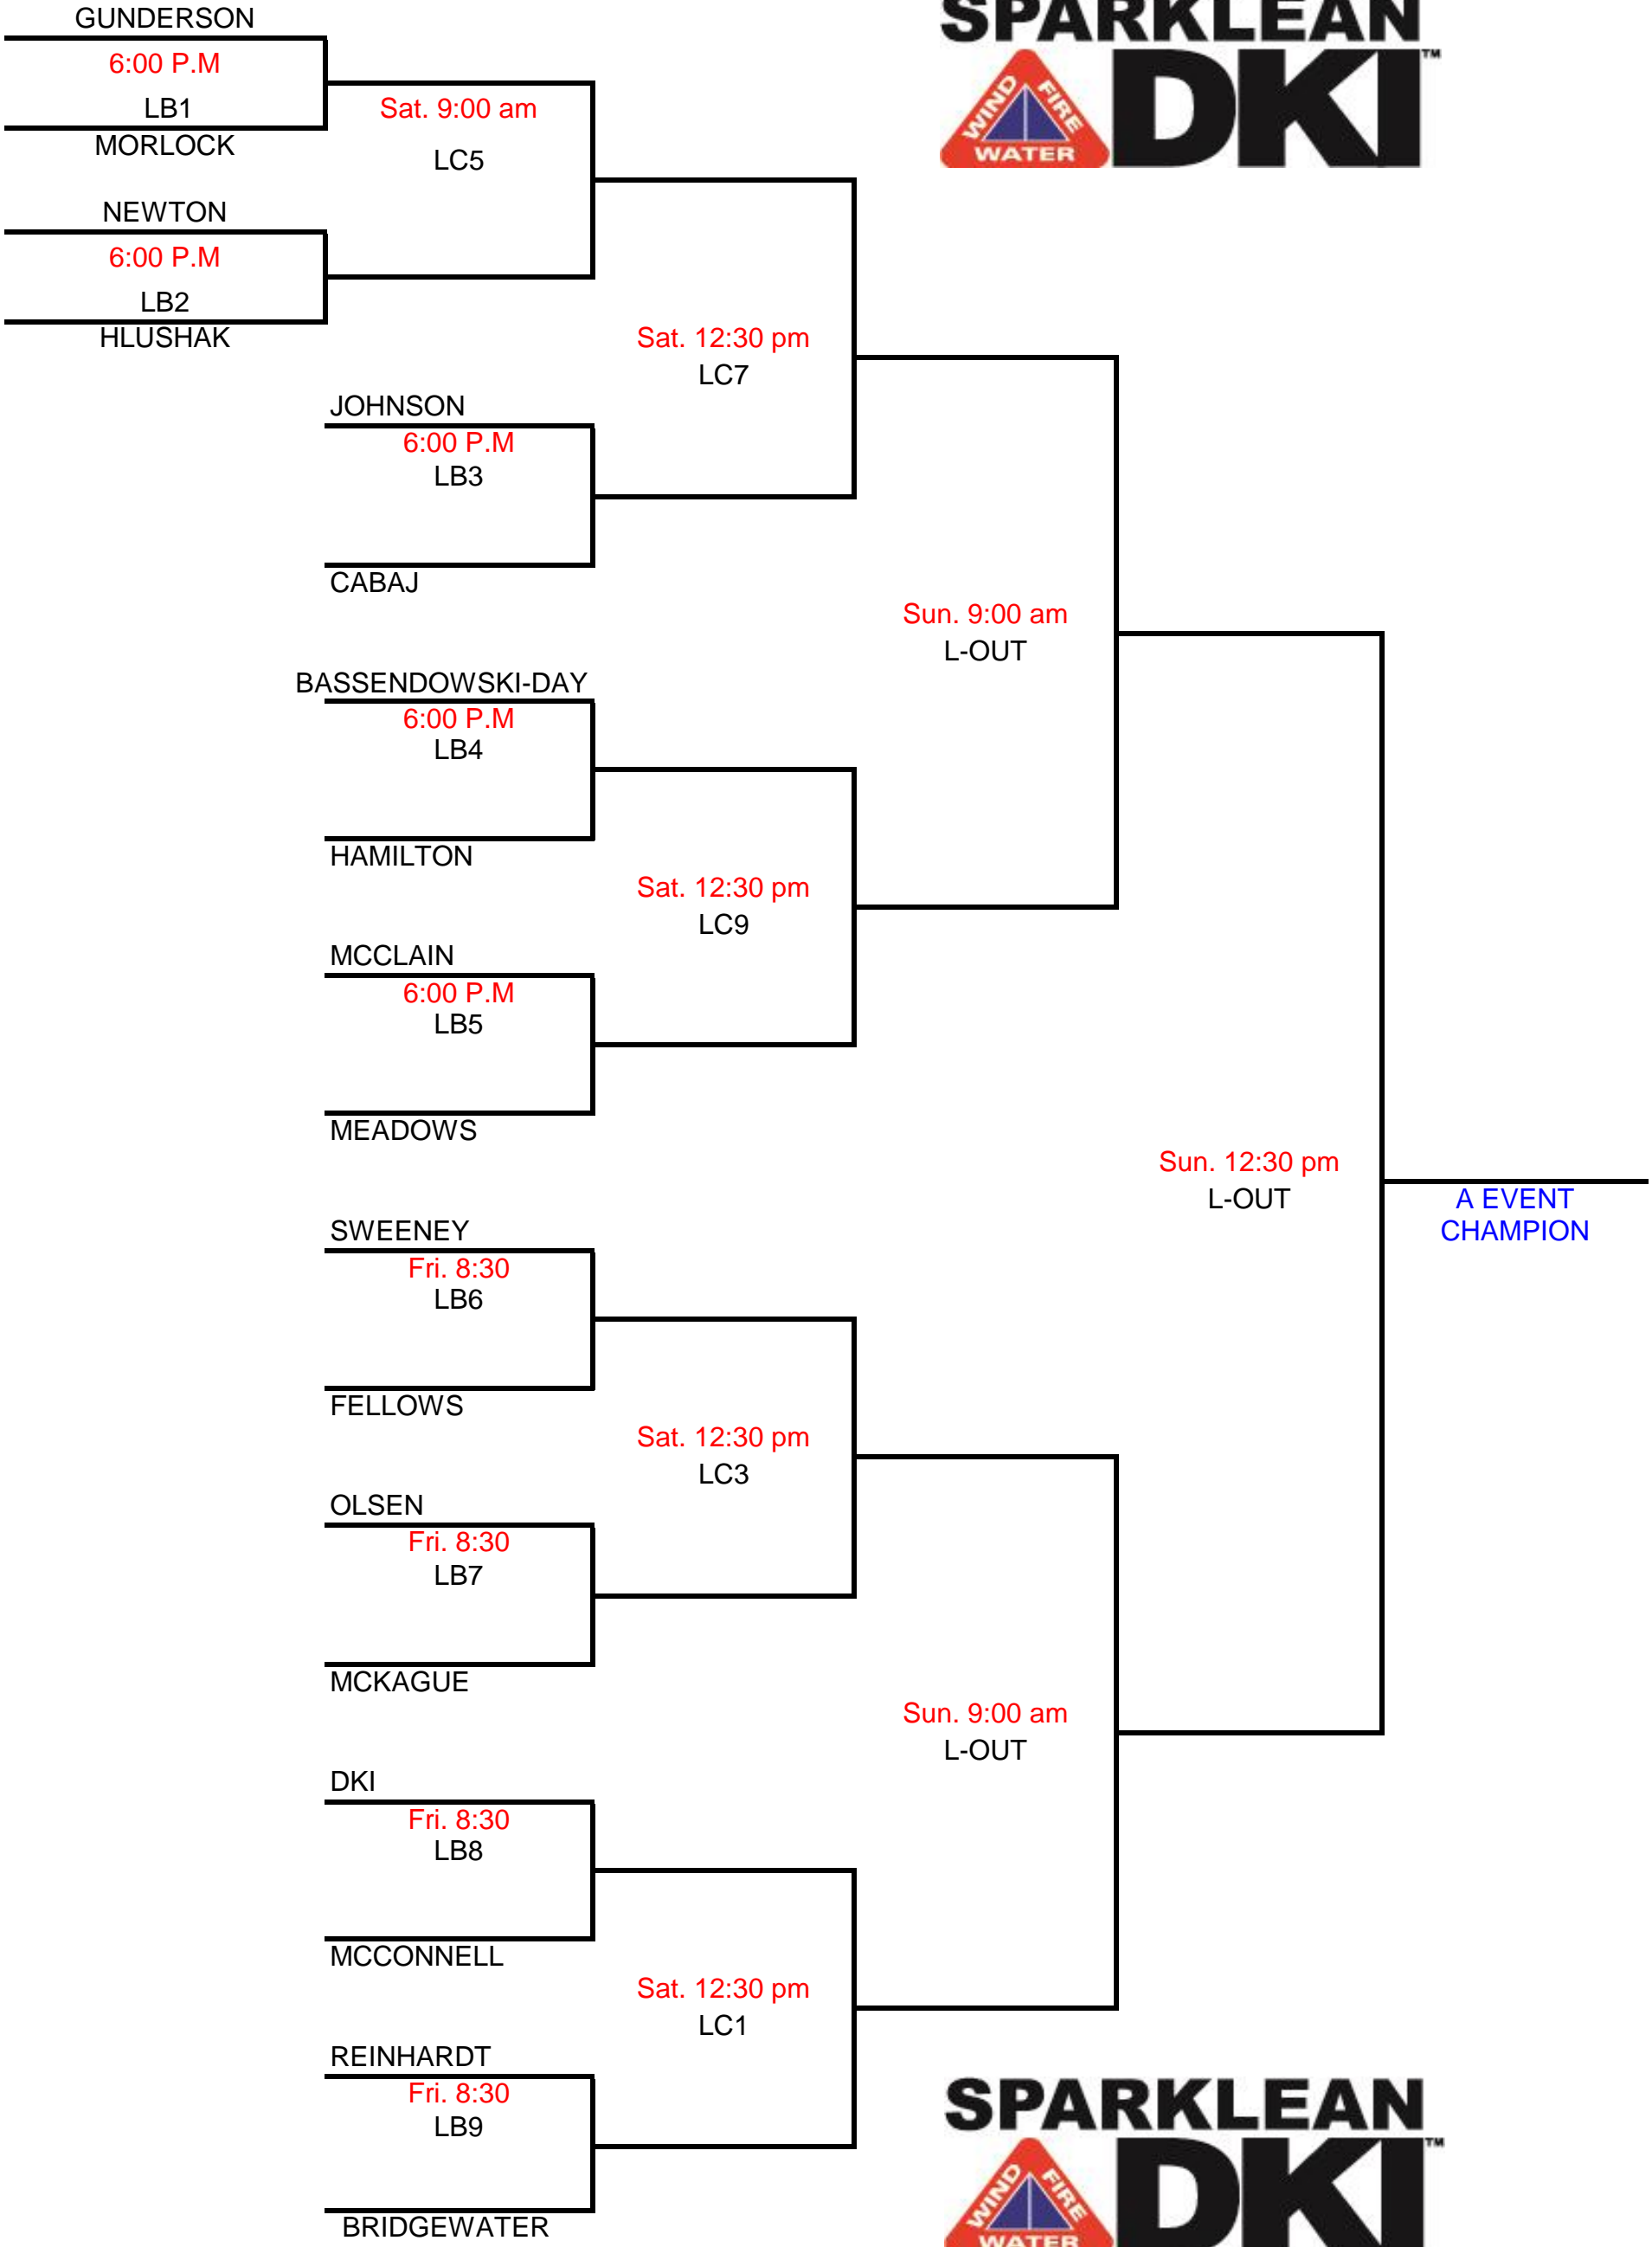 GUNDERSON
6:00 P.M
LB1
MORLOCK
NEWTON
6:00 P.M
LB2
HLUSHAK
SPARKLEAN
DKI™
WIND
FIRE
WATER
Sat. 9:00 am
LC5
JOHNSON
6:00 P.M
LB3
CABAJ
Sat. 12:30 pm
LC7
BASSENDOWSKI-DAY
6:00 P.M
LB4
HAMILTON
Sun. 9:00 am
L-OUT
MCCLAIN
6:00 P.M
LB5
MEADOWS
Sat. 12:30 pm
LC9
Sun. 12:30 pm
L-OUT
A EVENT
CHAMPION
SWEENEY
Fri. 8:30
LB6
FELLOWS
Sat. 12:30 pm
LC3
OLSEN
Fri. 8:30
LB7
MCKAGUE
Sun. 9:00 am
L-OUT
DKI
Fri. 8:30
LB8
MCCONNELL
Sat. 12:30 pm
LC1
REINHARDT
Fri. 8:30
LB9
BRIDGEWATER
SPARKLEAN
DKI™
WIND
FIRE
WATER